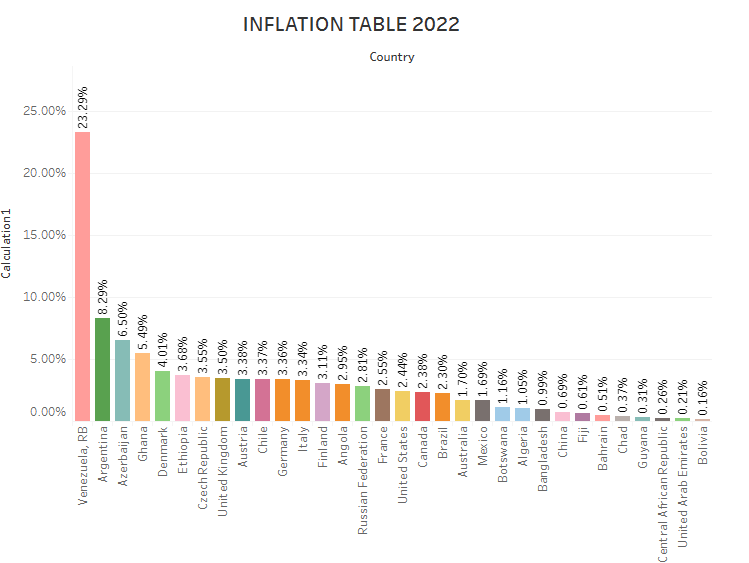 INFLATION TABLE 2022
Country
Calculation1
25.00%
20.00%
15.00%
10.00%
5.00%
0.00%
23.29%
8.29%
6.50%
5.49%
4.01%
3.68%
3.55%
3.50%
3.38%
3.37%
3.36%
3.34%
3.11%
2.95%
2.81%
2.55%
2.44%
2.38%
2.30%
1.70%
1.69%
1.16%
1.05%
0.99%
0.69%
0.61%
0.51%
0.37%
0.31%
0.26%
0.21%
0.16%
Venezuela, RB
Argentina
Azerbaijan
Ghana
Denmark
Ethiopia
Czech Republic
United Kingdom
Austria
Chile
Germany
Italy
Finland
Angola
Russian Federation
France
United States
Canada
Brazil
Australia
Mexico
Botswana
Algeria
Bangladesh
China
Fiji
Bahrain
Chad
Guyana
Central African Republic
United Arab Emirates
Bolivia